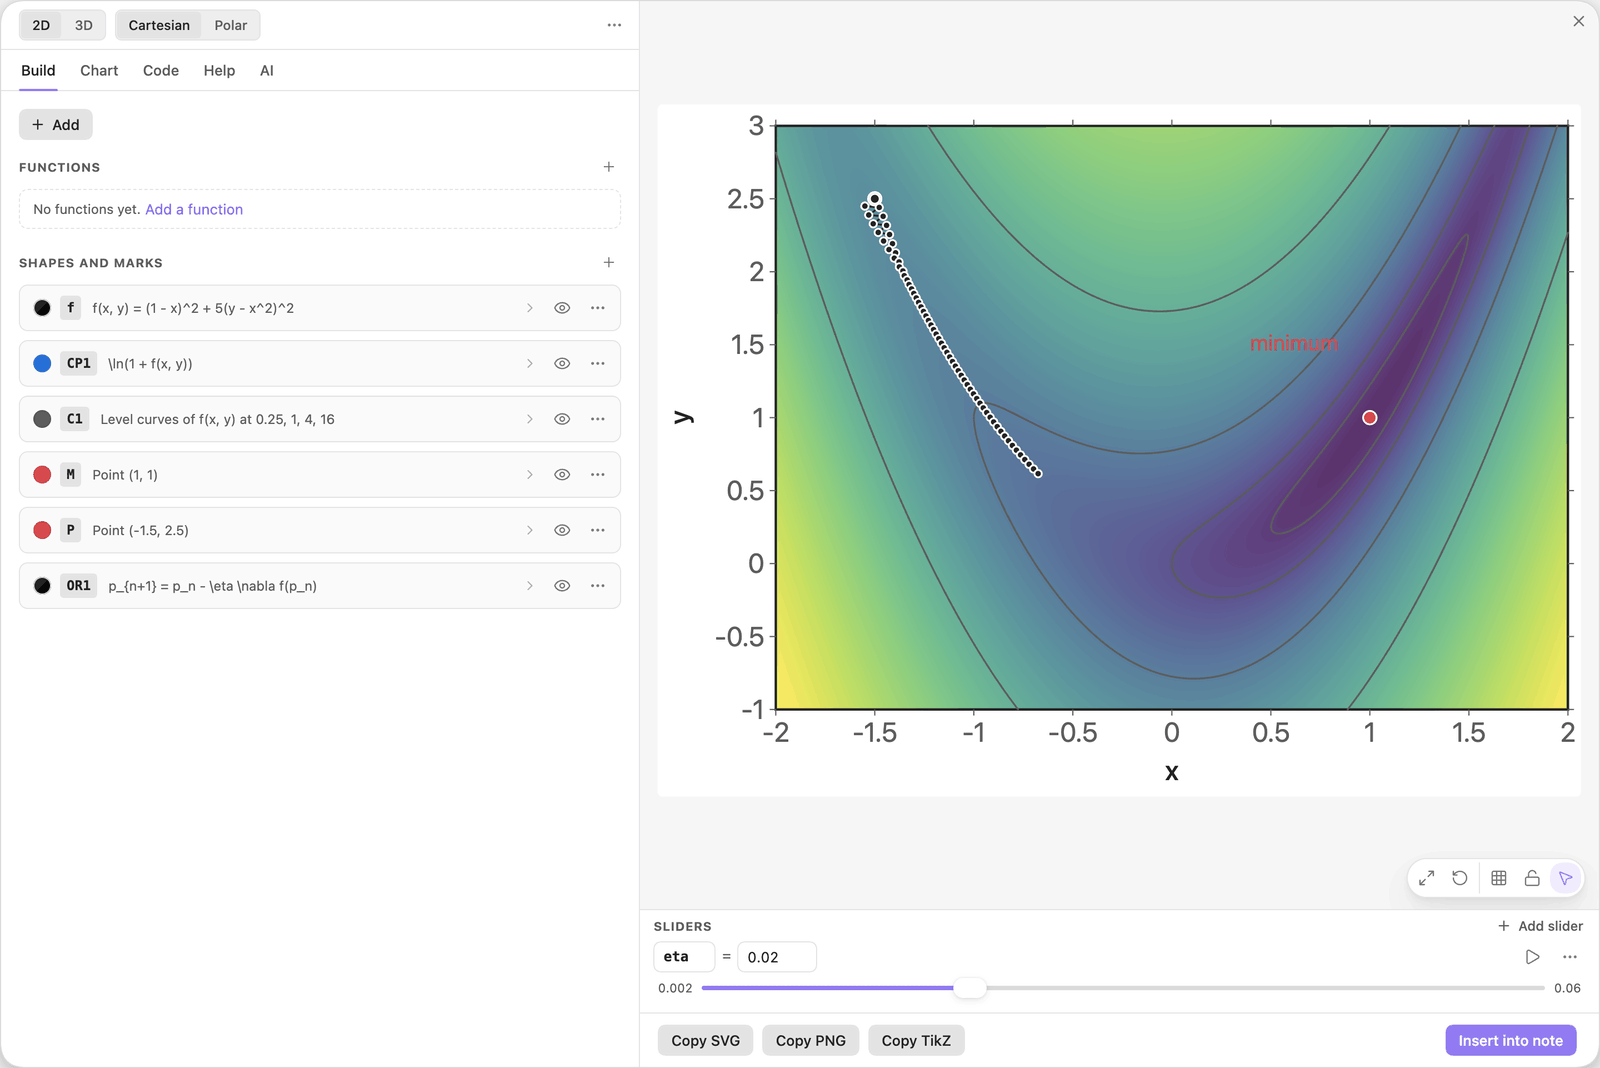 2D 3D Cartesian Polar
Build Chart Code Help AI
+ Add
FUNCTIONS
No functions yet. Add a function
SHAPES AND MARKS
f f(x, y) = (1 - x)^2 + 5(y - x^2)^2
CP1 \ln(1 + f(x, y))
C1 Level curves of f(x, y) at 0.25, 1, 4, 16
M Point (1, 1)
P Point (-1.5, 2.5)
OR1 p_{n+1} = p_n - \eta \nabla f(p_n)
3
2.5
2
1.5
1
0.5
0
-0.5
-1
y
minimum
-2 -1.5 -1 -0.5 0 0.5 1 1.5 2
x
SLIDERS
+ Add slider
eta = 0.02
0.002 0.06
Copy SVG Copy PNG Copy TikZ
Insert into note